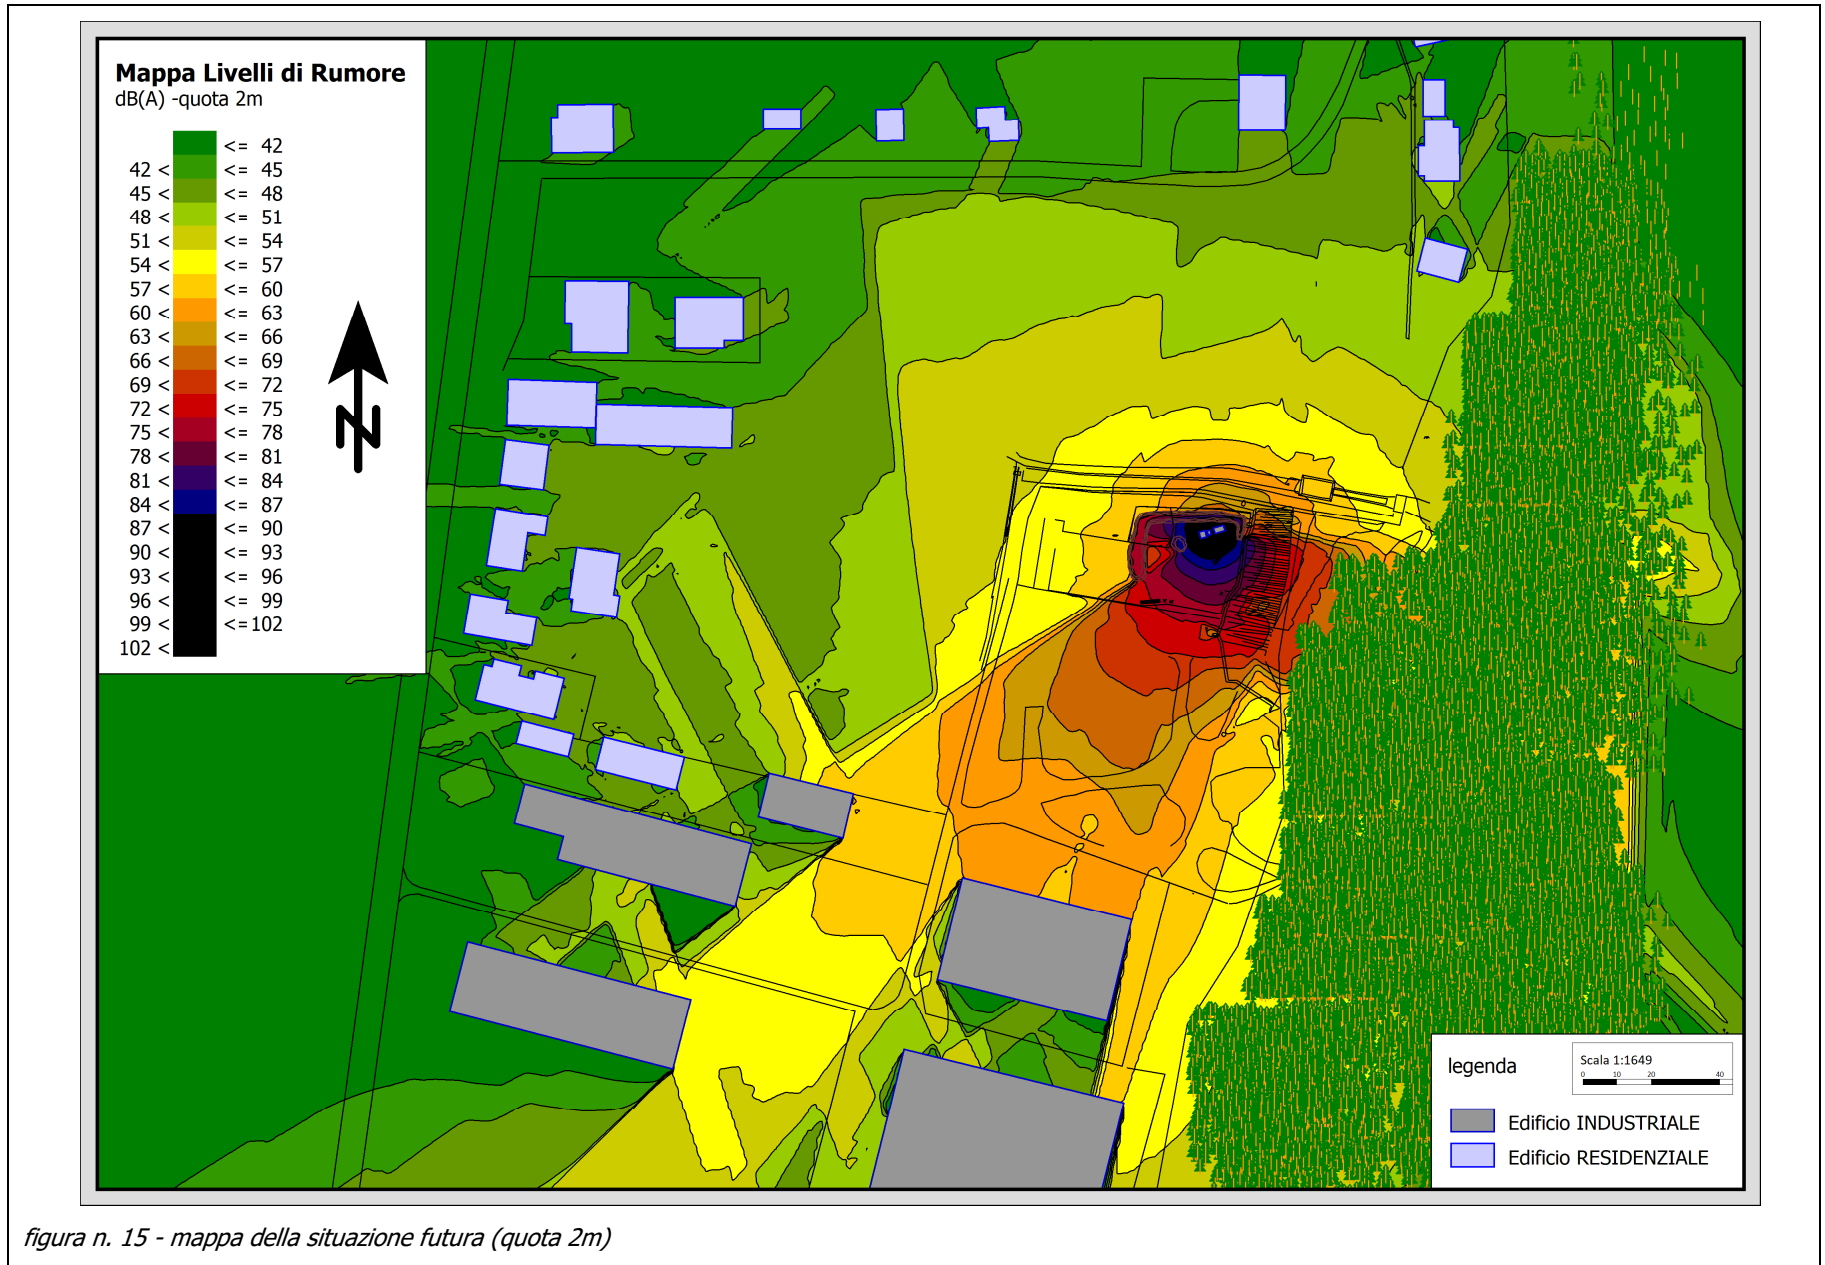 Mappa Livelli di Rumore
dB(A) -quota 2m
<= 42
42 < <= 45
45 < <= 48
48 < <= 51
51 < <= 54
54 < <= 57
57 < <= 60
60 < <= 63
63 < <= 66
66 < <= 69
69 < <= 72
72 < <= 75
75 < <= 78
78 < <= 81
81 < <= 84
84 < <= 87
87 < <= 90
90 < <= 93
93 < <= 96
96 < <= 99
99 < <=102
102 <
N
legenda
Scala 1:1649
0 10 20 40
Edificio INDUSTRIALE
Edificio RESIDENZIALE
figura n. 15 - mappa della situazione futura (quota 2m)